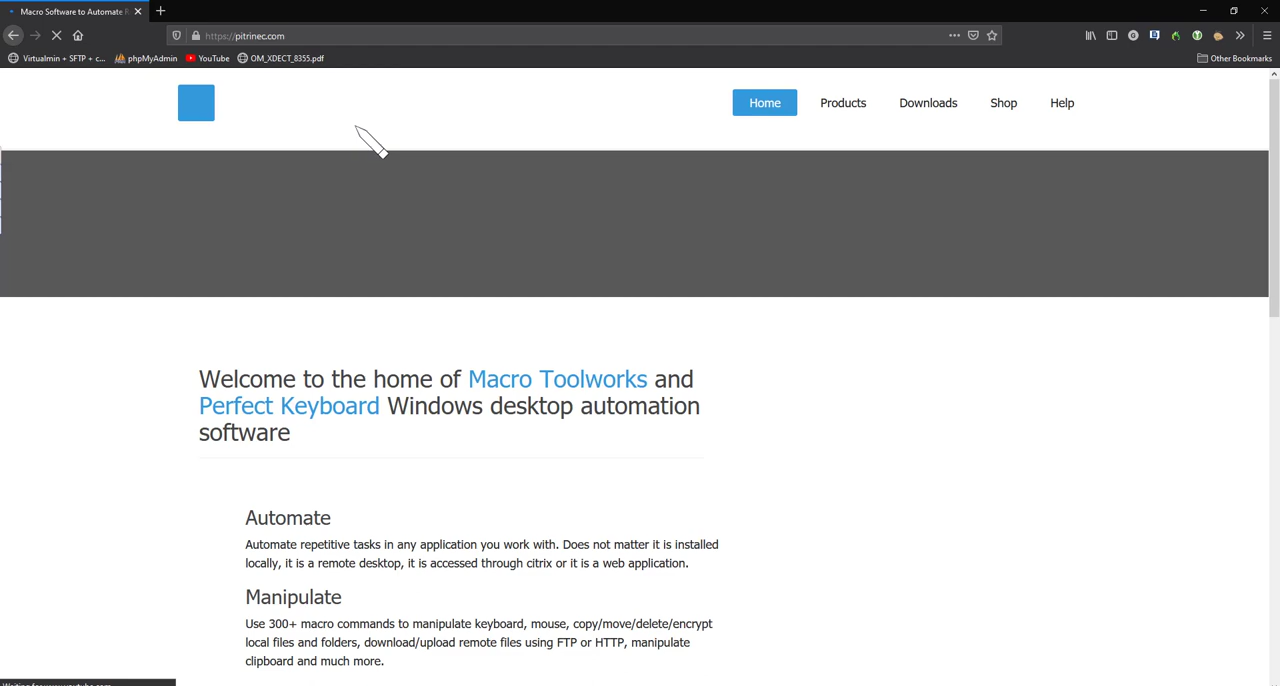 Macro Software to Automate R
https://pitrinec.com
Virtualmin + SFTP + c...
phpMyAdmin
YouTube
OM_XDECT_8355.pdf
Other Bookmarks
Home
Products
Downloads
Shop
Help
Welcome to the home of Macro Toolworks and
Perfect Keyboard Windows desktop automation
software
Automate
Automate repetitive tasks in any application you work with. Does not matter it is installed
locally, it is a remote desktop, it is accessed through citrix or it is a web application.
Manipulate
Use 300+ macro commands to manipulate keyboard, mouse, copy/move/delete/encrypt
local files and folders, download/upload remote files using FTP or HTTP, manipulate
clipboard and much more.